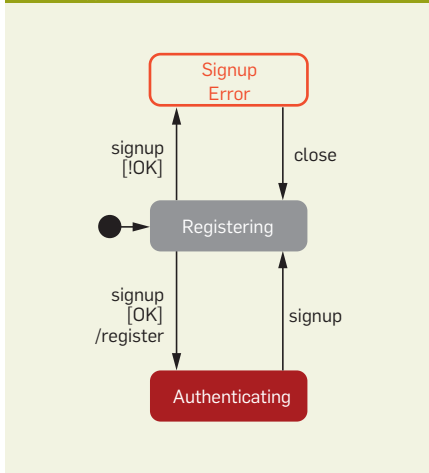 Signup
Error
signup
[!OK]
close
Registering
signup
[OK]
/register
signup
Authenticating